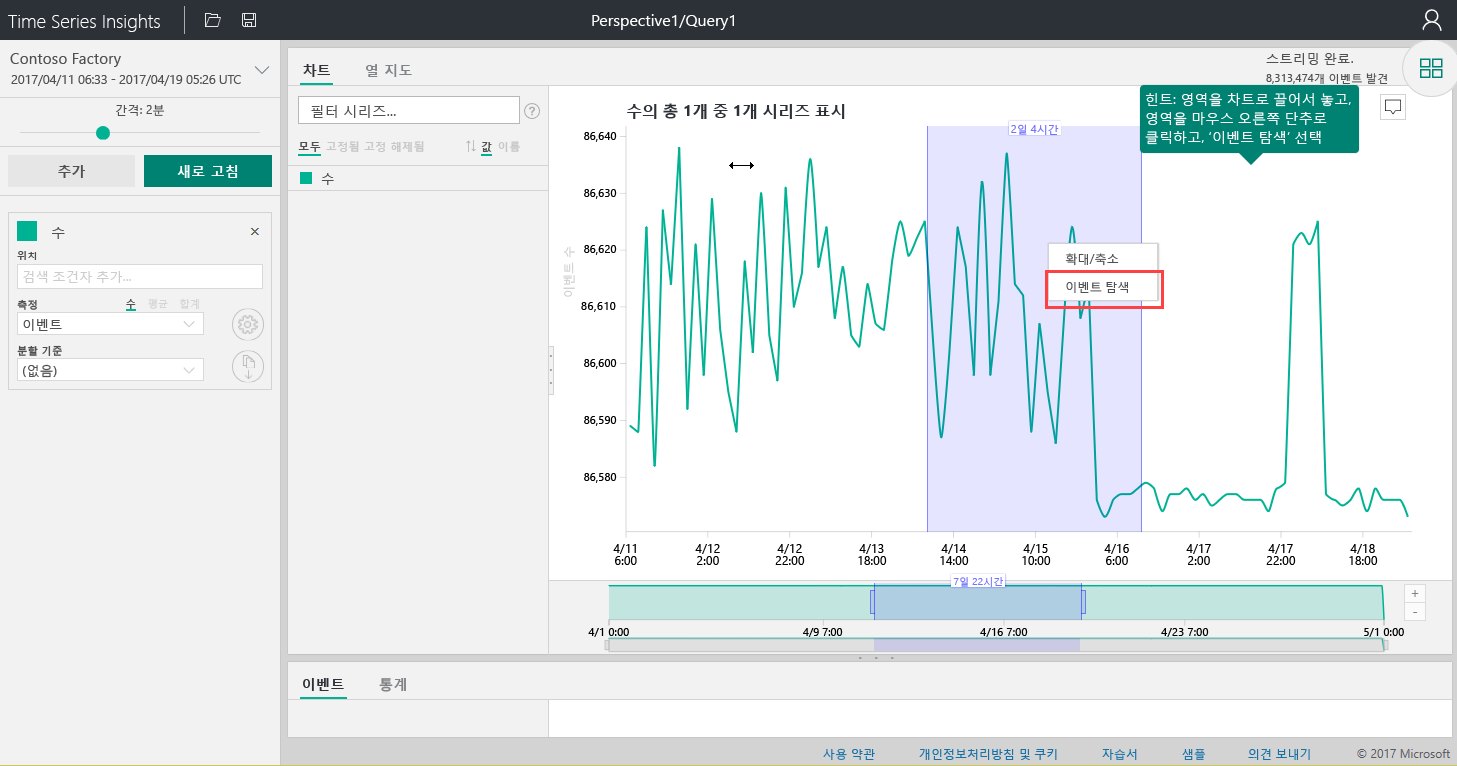 Time Series Insights
Perspective1/Query1
Contoso Factory
2017/04/11 06:33 - 2017/04/19 05:26 UTC
간격: 2분
추가
새로 고침
수
위치
검색 조건자 추가...
측정
수 평균 합계
이벤트
분할 기준
(없음)
차트
열 지도
스트리밍 완료.
8,313,474개 이벤트 발견
필터 시리즈...
?
모두 고정됨 고정 해제됨
값 이름
수
수의 총 1개 중 1개 시리즈 표시
힌트: 영역을 차트로 끌어서 놓고,
영역을 마우스 오른쪽 단추로
클릭하고, ‘이벤트 탐색’ 선택
2일 4시간
이벤트 수
86,640
86,630
86,620
86,610
86,600
86,590
86,580
확대/축소
이벤트 탐색
4/11 4/12 4/12 4/13 4/14 4/15 4/16 4/17 4/17 4/18
6:00 2:00 22:00 18:00 14:00 10:00 6:00 2:00 22:00 18:00
7일 22시간
+
-
4/1 0:00 4/9 7:00 4/16 7:00 4/23 7:00 5/1 0:00
이벤트
통계
사용 약관 개인정보처리방침 및 쿠키 자습서 샘플 의견 보내기 © 2017 Microsoft